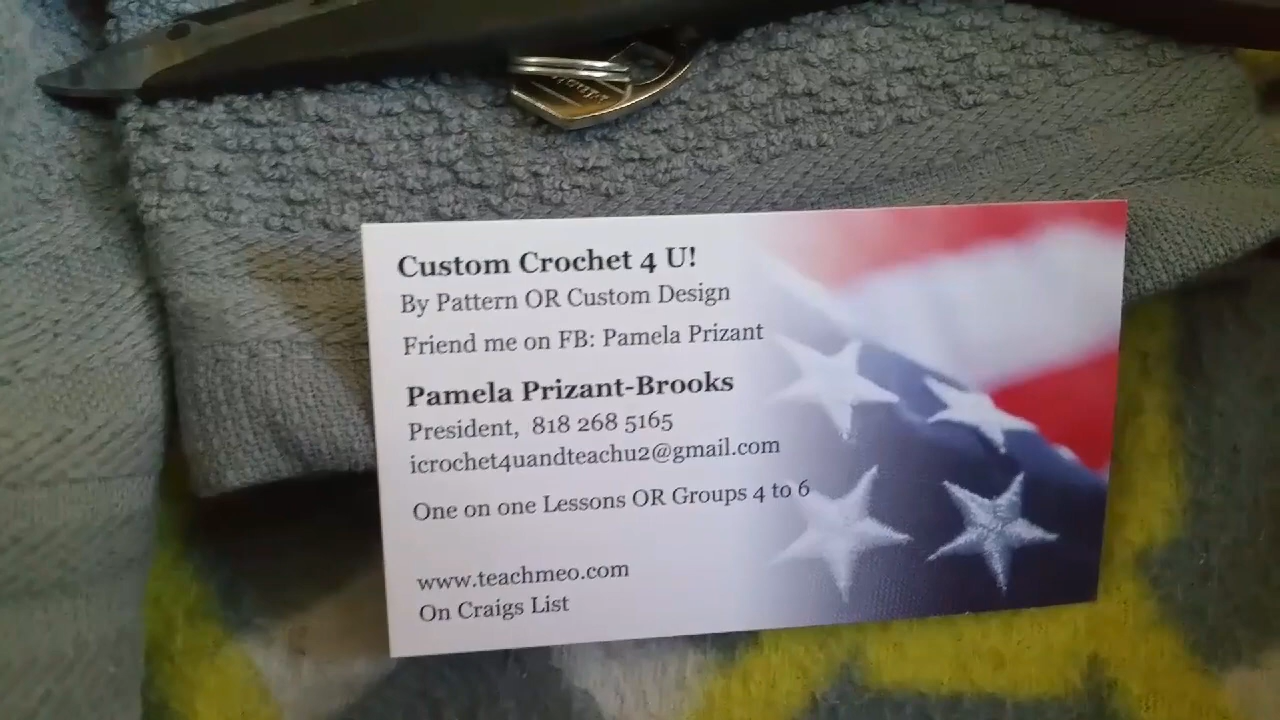 Custom Crochet 4 U!
By Pattern OR Custom Design
Friend me on FB: Pamela Prizant
Pamela Prizant-Brooks
President, 818 268 5165
icrochet4uandteachu2@gmail.com
One on one Lessons OR Groups 4 to 6
www.teachmeo.com
On Craigs List